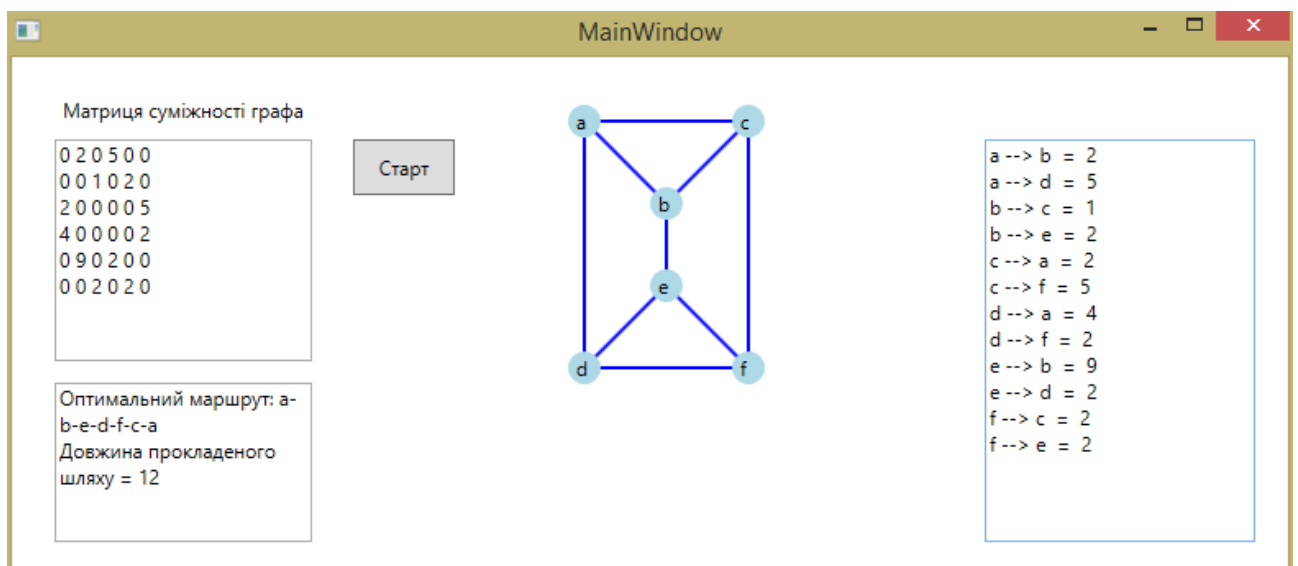 MainWindow
Матриця суміжності графа
0 2 0 5 0 0
0 0 1 0 2 0
2 0 0 0 0 5
4 0 0 0 0 2
0 9 0 2 0 0
0 0 2 0 2 0
Старт
Оптимальний маршрут: a-
b-e-d-f-c-a
Довжина прокладеного
шляху = 12
a
c
b
e
d
f
a --> b = 2
a --> d = 5
b --> c = 1
b --> e = 2
c --> a = 2
c --> f = 5
d --> a = 4
d --> f = 2
e --> b = 9
e --> d = 2
f --> c = 2
f --> e = 2